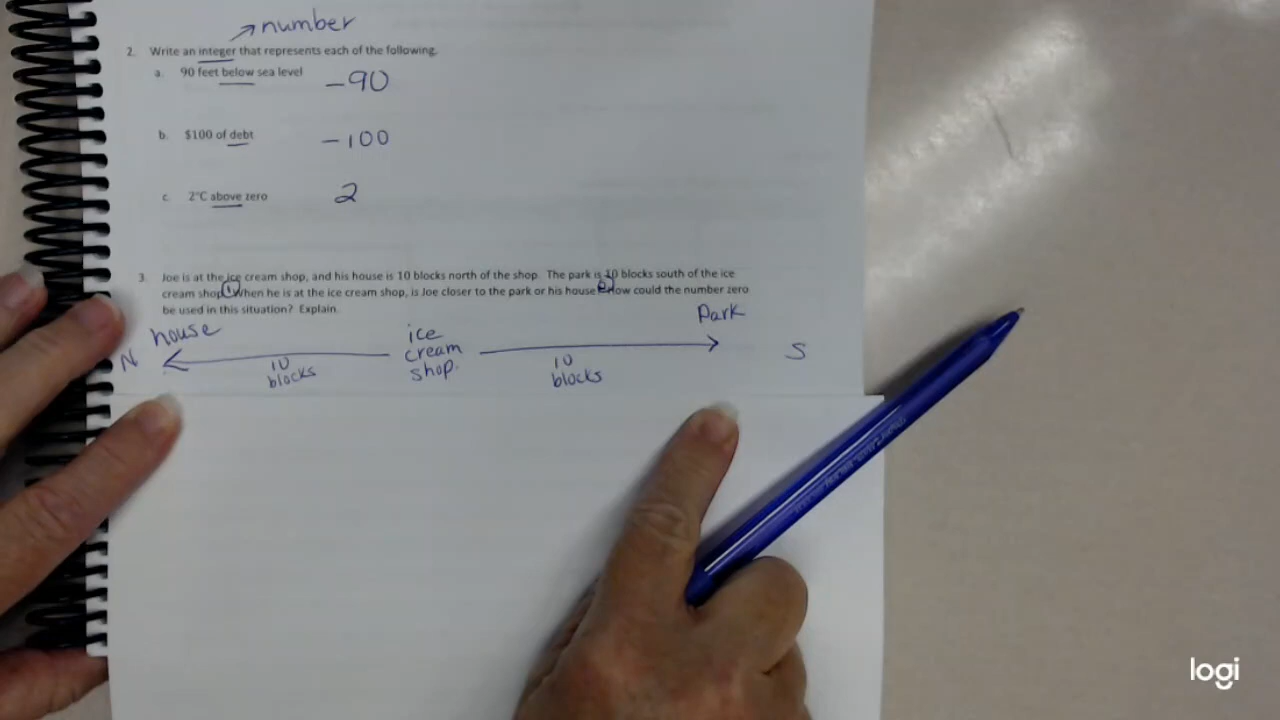 number
2. Write an integer that represents each of the following.
a. 90 feet below sea level -90
b. $100 of debt -100
c. 2°C above zero 2
3. Joe is at the ice cream shop, and his house is 10 blocks north of the shop. The park is 10 blocks south of the ice
cream shop. When he is at the ice cream shop, is Joe closer to the park or his house? How could the number zero
be used in this situation? Explain.
house ice Park
N cream S
shop.
10 10
blocks blocks
logi